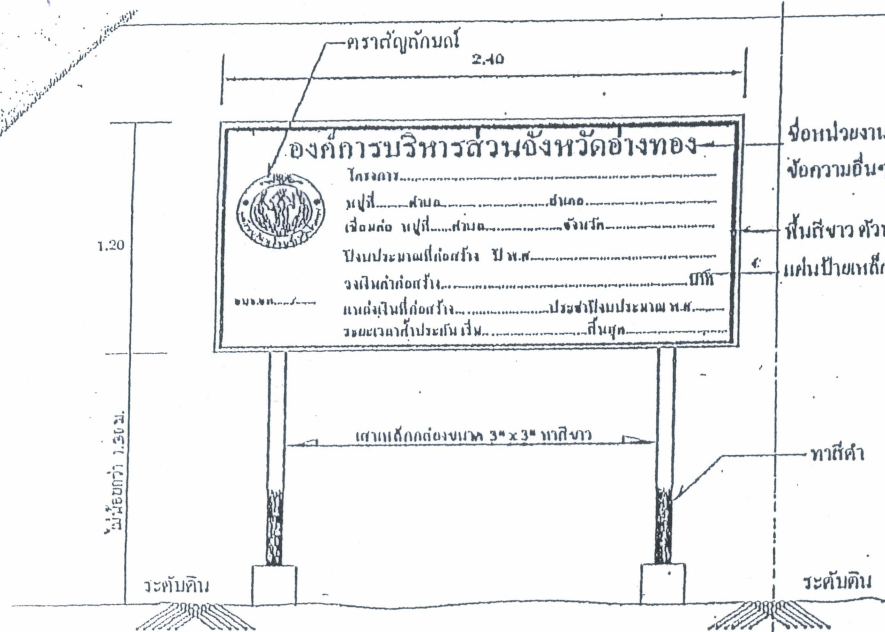 ตราสัญลักษณ์
2.40
องค์การบริหารส่วนจังหวัดอ่างทอง
ชื่อหน่วยงาน
ข้อความอื่นๆ
โครงการ
หมู่ที่......ตำบล....................อำเภอ
เชื่อมต่อ หมู่ที่.....ตำบล...................จังหวัด
พื้นสีขาว ตัวห
ปีงบประมาณที่ก่อสร้าง ปี พ.ศ.
แผ่นป้ายเหล็ก
วงเงินค่าก่อสร้าง............บาท
1.20
แหล่งเงินที่ก่อสร้าง....................ประจำปีงบประมาณ พ.ศ.
ระยะเวลาค้ำประกัน เริ่ม....................สิ้นสุด
ไม่น้อยกว่า 1.30 ม.
เสาเหล็กกล่องขนาด 3" x 3" ทาสีขาว
ทาสีดำ
ระดับดิน
ระดับดิน